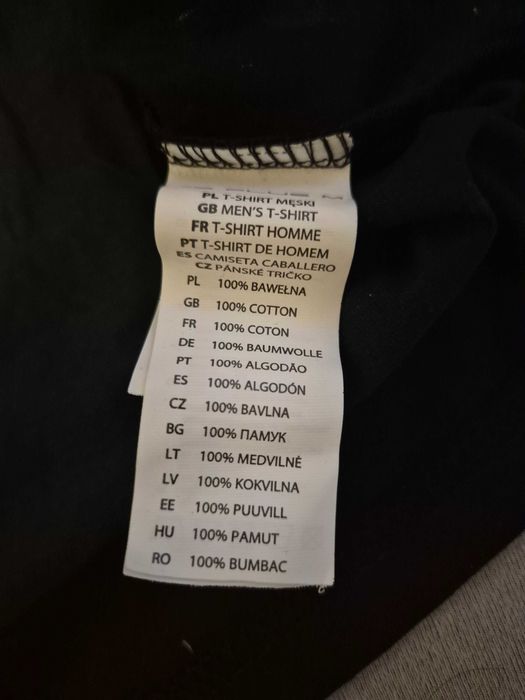 PL T-SHIRT MĘSKI
GB MEN'S T-SHIRT
FR T-SHIRT HOMME
PT T-SHIRT DE HOMEM
ES CAMISETA CABALLERO
CZ PÁNSKÉ TRIČKO
PL 100% BAWEŁNA
GB 100% COTTON
FR 100% COTON
DE 100% BAUMWOLLE
PT 100% ALGODÃO
ES 100% ALGODÓN
CZ 100% BAVLNA
BG 100% ПАМУК
LT 100% MEDVILNĖ
LV 100% KOKVILNA
EE 100% PUUVILL
HU 100% PAMUT
RO 100% BUMBAC